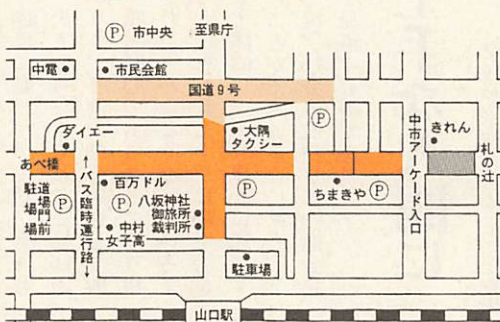 Ⓟ 市中央
至県庁
中電
市民会館
国道9号
ダイエー
大隅
タクシー
Ⓟ
中市アーケード入口
きれん
札の辻
あべ橋
←バス臨時運行路→
百万ドル
Ⓟ
ちまきや Ⓟ
道場門前
駐車場
Ⓟ
Ⓟ 八坂神社
御旅所
中村
女子高
裁判所
駐車場
山口駅